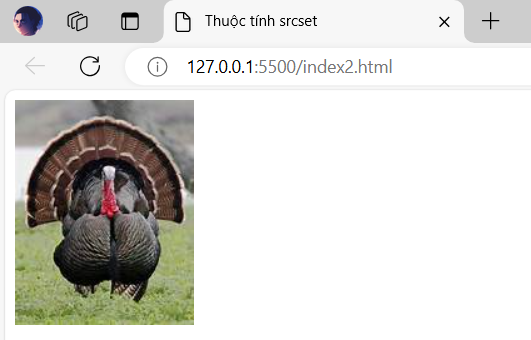 Thuộc tính srcset
127.0.0.1:5500/index2.html